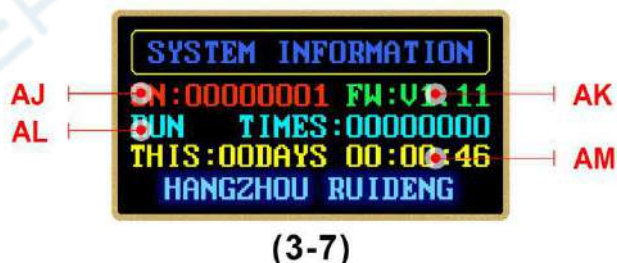 SYSTEM INFORMATION
AJ
SN:00000001 FW:V1.11
AK
AL
RUN TIMES:00000000
THIS:00DAYS 00:00:46
AM
HANGZHOU RUIDENG
(3-7)